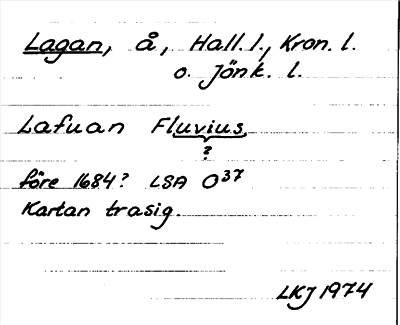 Lagan, å, Hall. l., Kron. l.
o. Jönk. l.
Lafuan Fluvius
?
före 1684? LSA O37
Kartan trasig.
LKJ 1974